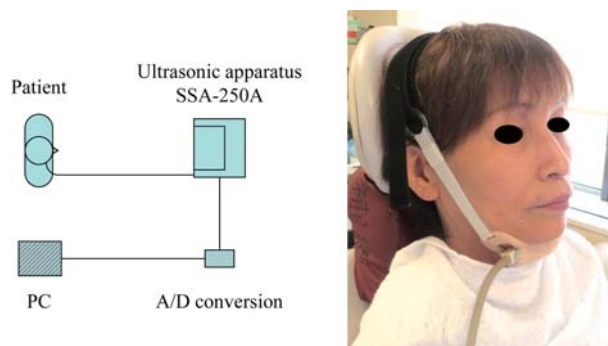 Patient
Ultrasonic apparatus
SSA-250A
PC
A/D conversion